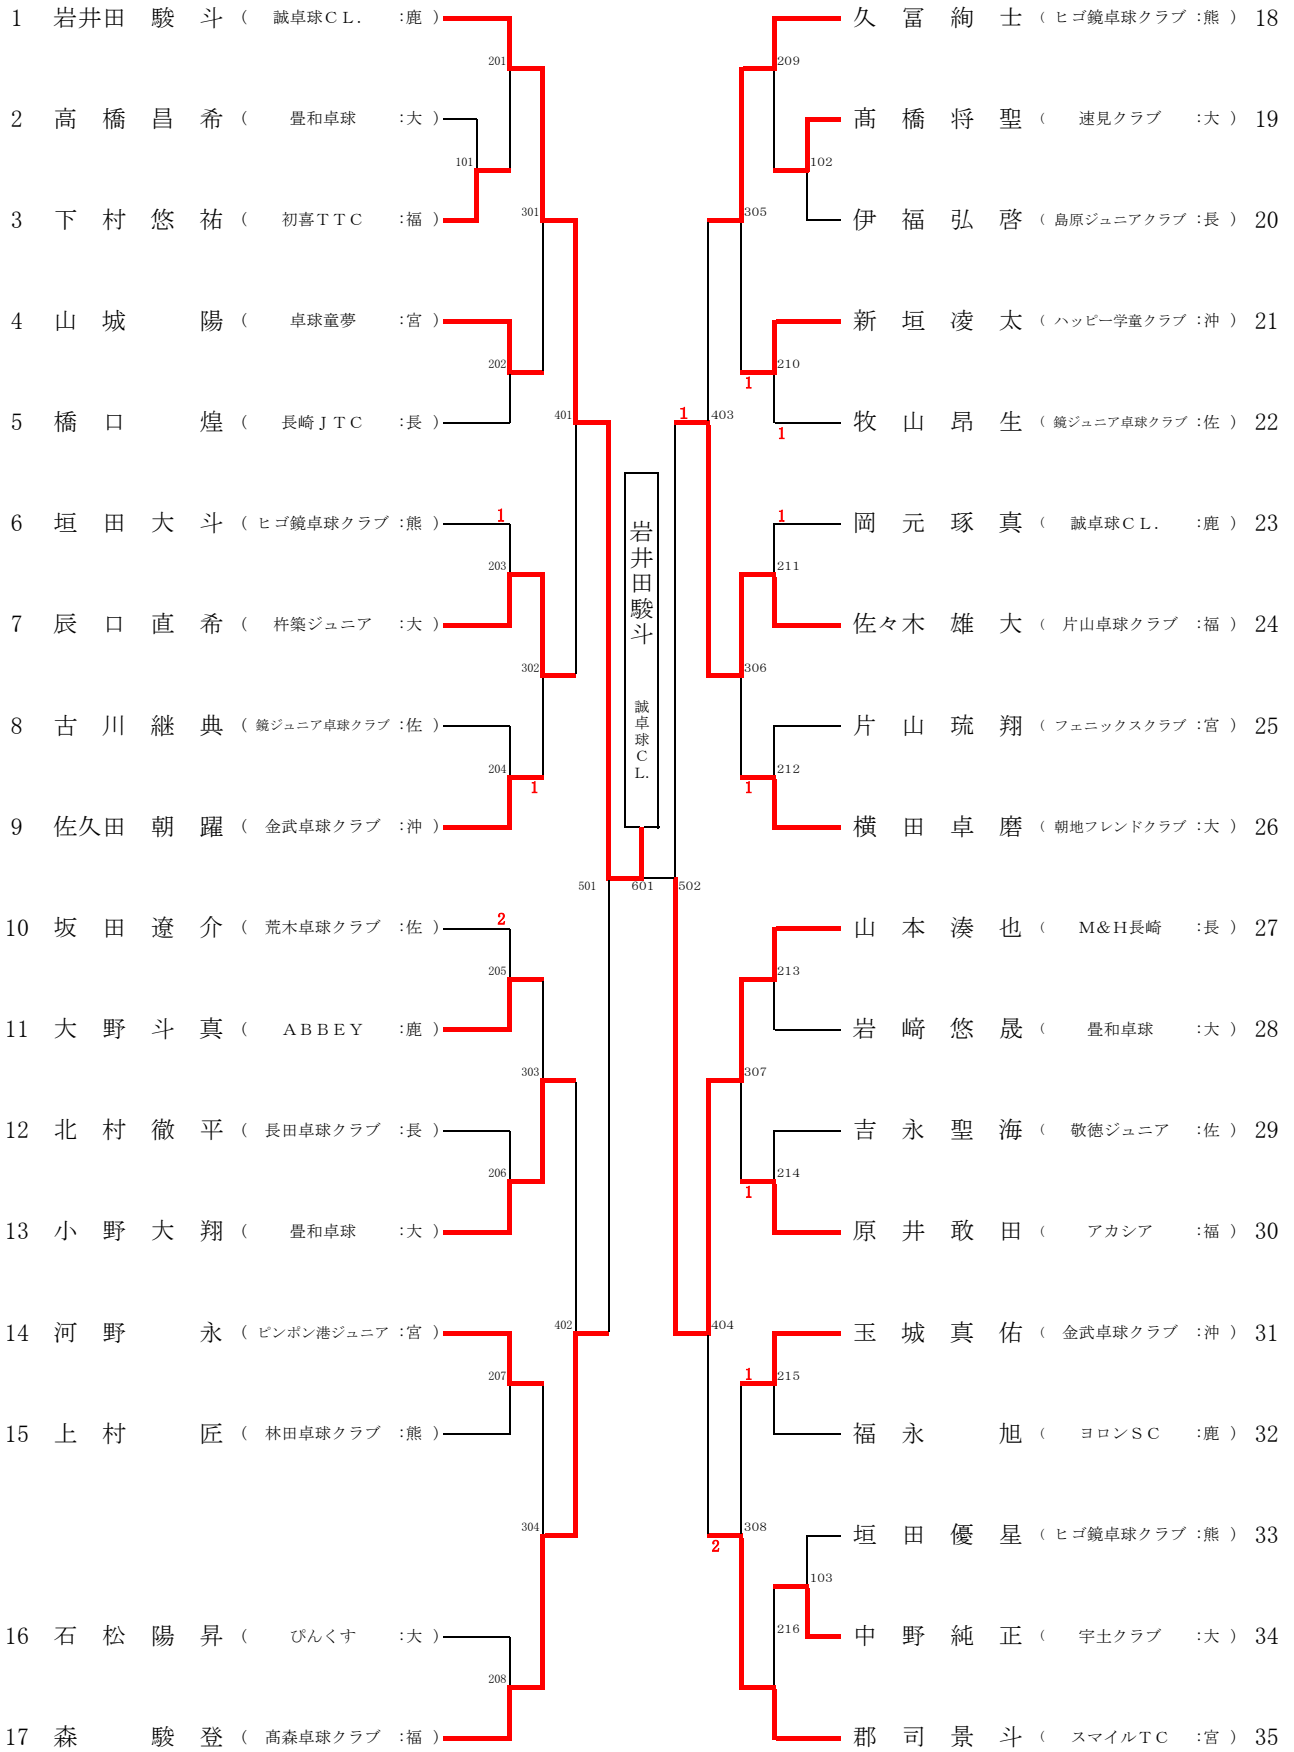 1 岩井田 駿 斗 ( 誠卓球ＣＬ. :鹿 )
201
2 高 橋 昌 希 ( 畳和卓球 :大 )
101
3 下 村 悠 祐 ( 初喜ＴＴＣ :福 )
301
4 山 城 陽 ( 卓球童夢 :宮 )
202
5 橋 口 煌 ( 長崎ＪＴＣ :長 )
401
6 垣 田 大 斗 ( ヒゴ鏡卓球クラブ :熊 )
1
203
7 辰 口 直 希 ( 杵築ジュニア :大 )
302
8 古 川 継 典 ( 鏡ジュニア卓球クラブ :佐 )
204
1
9 佐久田 朝 躍 ( 金武卓球クラブ :沖 )
501
10 坂 田 遼 介 ( 荒木卓球クラブ :佐 )
2
205
11 大 野 斗 真 ( ＡＢＢＥＹ :鹿 )
303
12 北 村 徹 平 ( 長田卓球クラブ :長 )
206
13 小 野 大 翔 ( 畳和卓球 :大 )
14 河 野 永 ( ピンポン港ジュニア :宮 )
402
207
15 上 村 匠 ( 林田卓球クラブ :熊 )
304
16 石 松 陽 昇 ( ぴんくす :大 )
208
17 森 駿 登 ( 髙森卓球クラブ :福 )
岩井田駿斗
誠卓球ＣＬ.
601
久 冨 絢 士 ( ヒゴ鏡卓球クラブ :熊 ) 18
209
髙 橋 将 聖 ( 速見クラブ :大 ) 19
102
305
伊 福 弘 啓 ( 島原ジュニアクラブ :長 ) 20
新 垣 凌 太 ( ハッピー学童クラブ :沖 ) 21
210
1
1
403
1
牧 山 昂 生 ( 鏡ジュニア卓球クラブ :佐 ) 22
1
岡 元 琢 真 ( 誠卓球ＣＬ. :鹿 ) 23
211
佐々木 雄 大 ( 片山卓球クラブ :福 ) 24
306
片 山 琉 翔 ( フェニックスクラブ :宮 ) 25
212
1
横 田 卓 磨 ( 朝地フレンドクラブ :大 ) 26
502
山 本 湊 也 ( Ｍ＆Ｈ長崎 :長 ) 27
213
岩 﨑 悠 晟 ( 畳和卓球 :大 ) 28
307
吉 永 聖 海 ( 敬徳ジュニア :佐 ) 29
214
1
原 井 敢 田 ( アカシア :福 ) 30
404
玉 城 真 佑 ( 金武卓球クラブ :沖 ) 31
1
215
福 永 旭 ( ヨロンＳＣ :鹿 ) 32
308
2
垣 田 優 星 ( ヒゴ鏡卓球クラブ :熊 ) 33
103
216
中 野 純 正 ( 宇土クラブ :大 ) 34
郡 司 景 斗 ( スマイルＴＣ :宮 ) 35